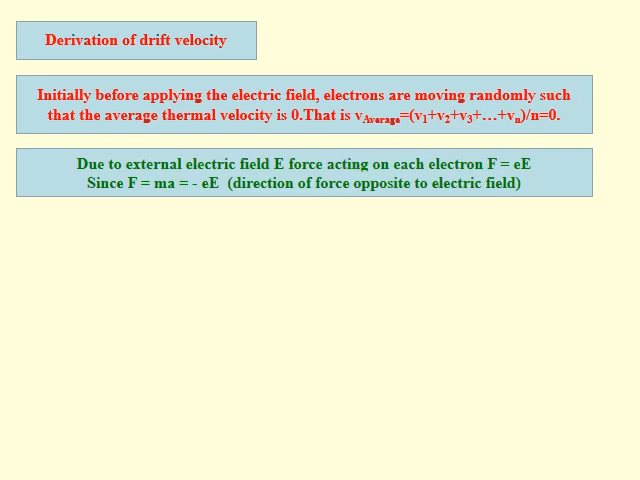 Derivation of drift velocity
Initially before applying the electric field, electrons are moving randomly such
that the average thermal velocity is 0.That is vAverage=(v1+v2+v3+…+vn)/n=0.
Due to external electric field E force acting on each electron F = eE
Since F = ma = - eE (direction of force opposite to electric field)